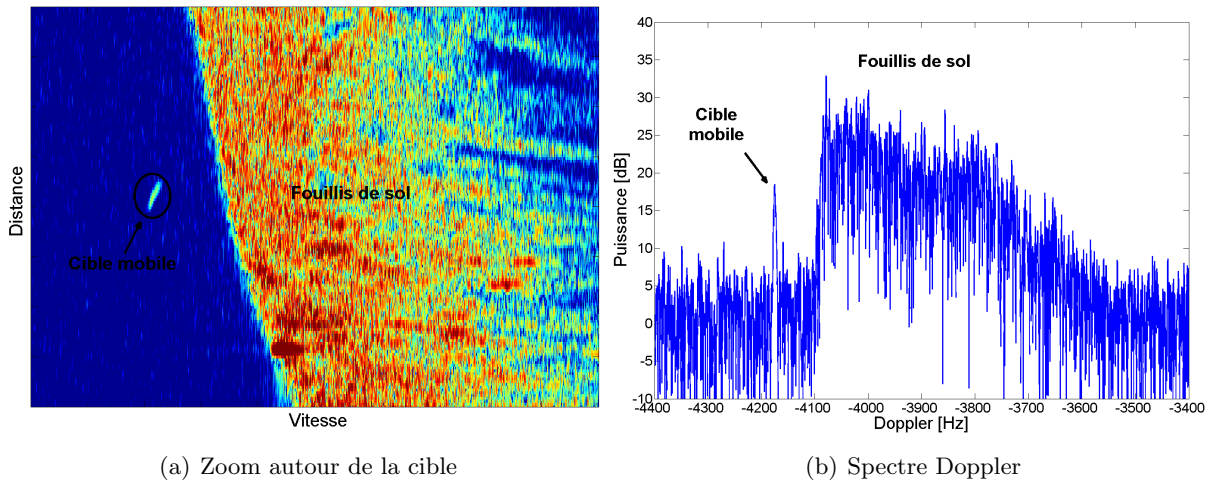 Distance
Fouillis de sol
Cible mobile
Vitesse
(a) Zoom autour de la cible
Puissance [dB]
40
35
30
25
20
15
10
5
0
-5
-10
Fouillis de sol
Cible
mobile
-4400 -4300 -4200 -4100 -4000 -3900 -3800 -3700 -3600 -3500 -3400
Doppler [Hz]
(b) Spectre Doppler